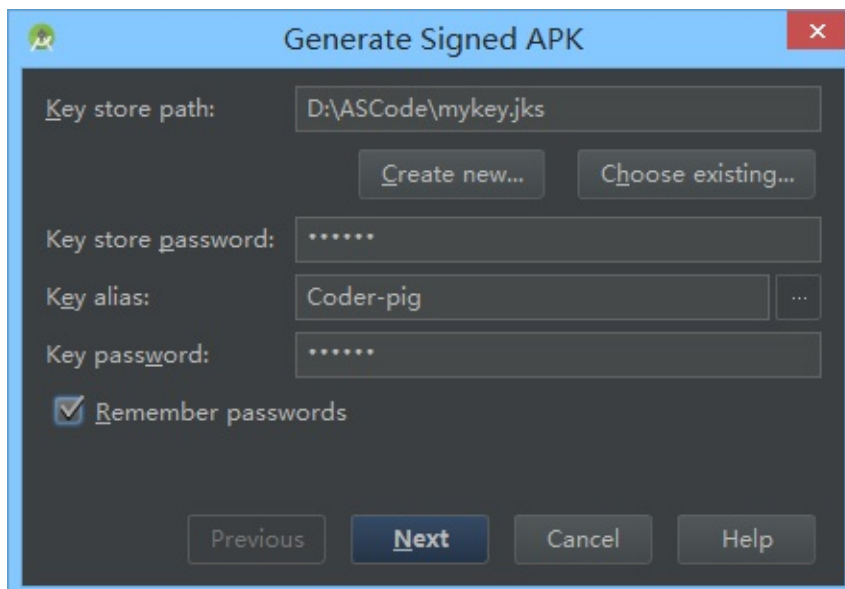 Generate Signed APK
Key store path: D:\ASCode\mykey.jks
Create new... Choose existing...
Key store password: ••••••
Key alias: Coder-pig ...
Key password: ••••••
Remember passwords
Previous Next Cancel Help